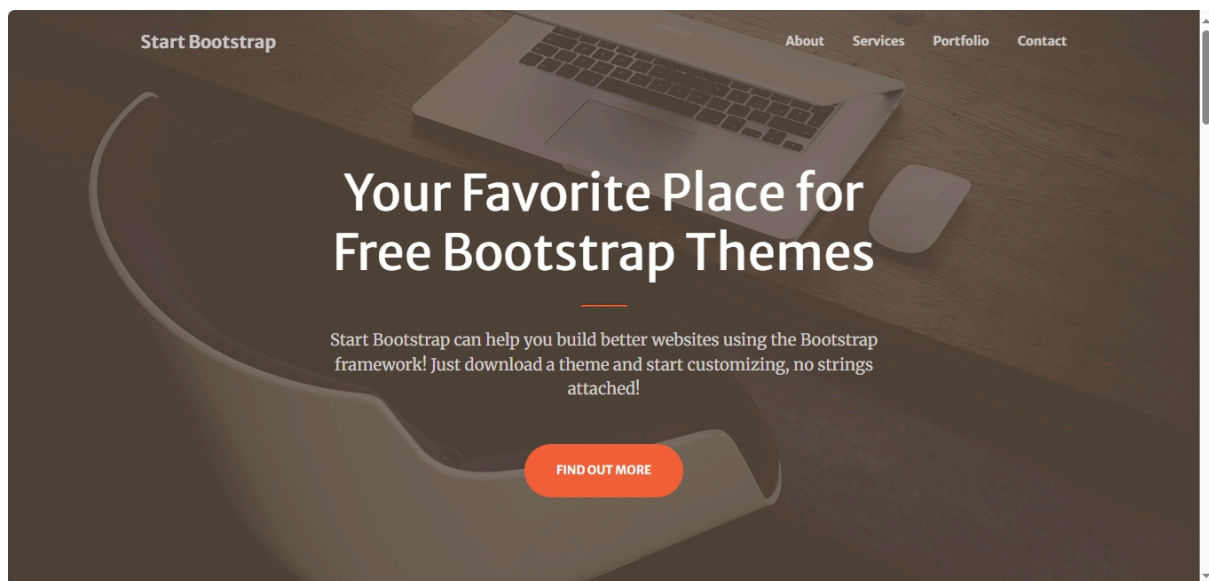 Start Bootstrap
About Services Portfolio Contact
Your Favorite Place for
Free Bootstrap Themes
Start Bootstrap can help you build better websites using the Bootstrap
framework! Just download a theme and start customizing, no strings
attached!
FIND OUT MORE